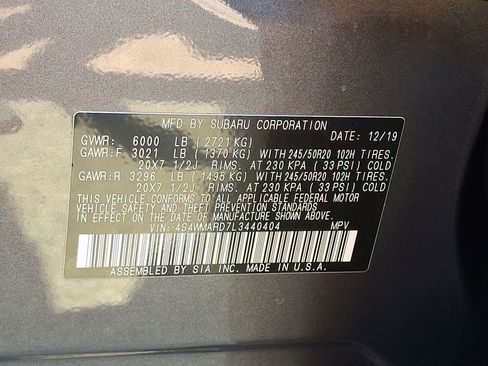 MFD BY SUBARU CORPORATION
GVWR: 6000 LB (2721 KG) DATE: 12/19
GAWR:F 3021 LB (1370 KG) WITH 245/50R20 102H TIRES.
20X7 1/2J RIMS. AT 230 KPA (33 PSI) COLD
GAWR:R 3296 LB (1495 KG) WITH 245/50R20 102H TIRES.
20X7 1/2J RIMS. AT 230 KPA (33 PSI) COLD
THIS VEHICLE CONFORMS TO ALL APPLICABLE FEDERAL MOTOR
VEHICLE SAFETY AND THEFT PREVENTION STANDARDS
IN EFFECT ON THE DATE OF MANUFACTURE SHOWN ABOVE.
VIN: 4S4WMARD7L3440404 MPV
ASSEMBLED BY SIA INC. MADE IN U.S.A.